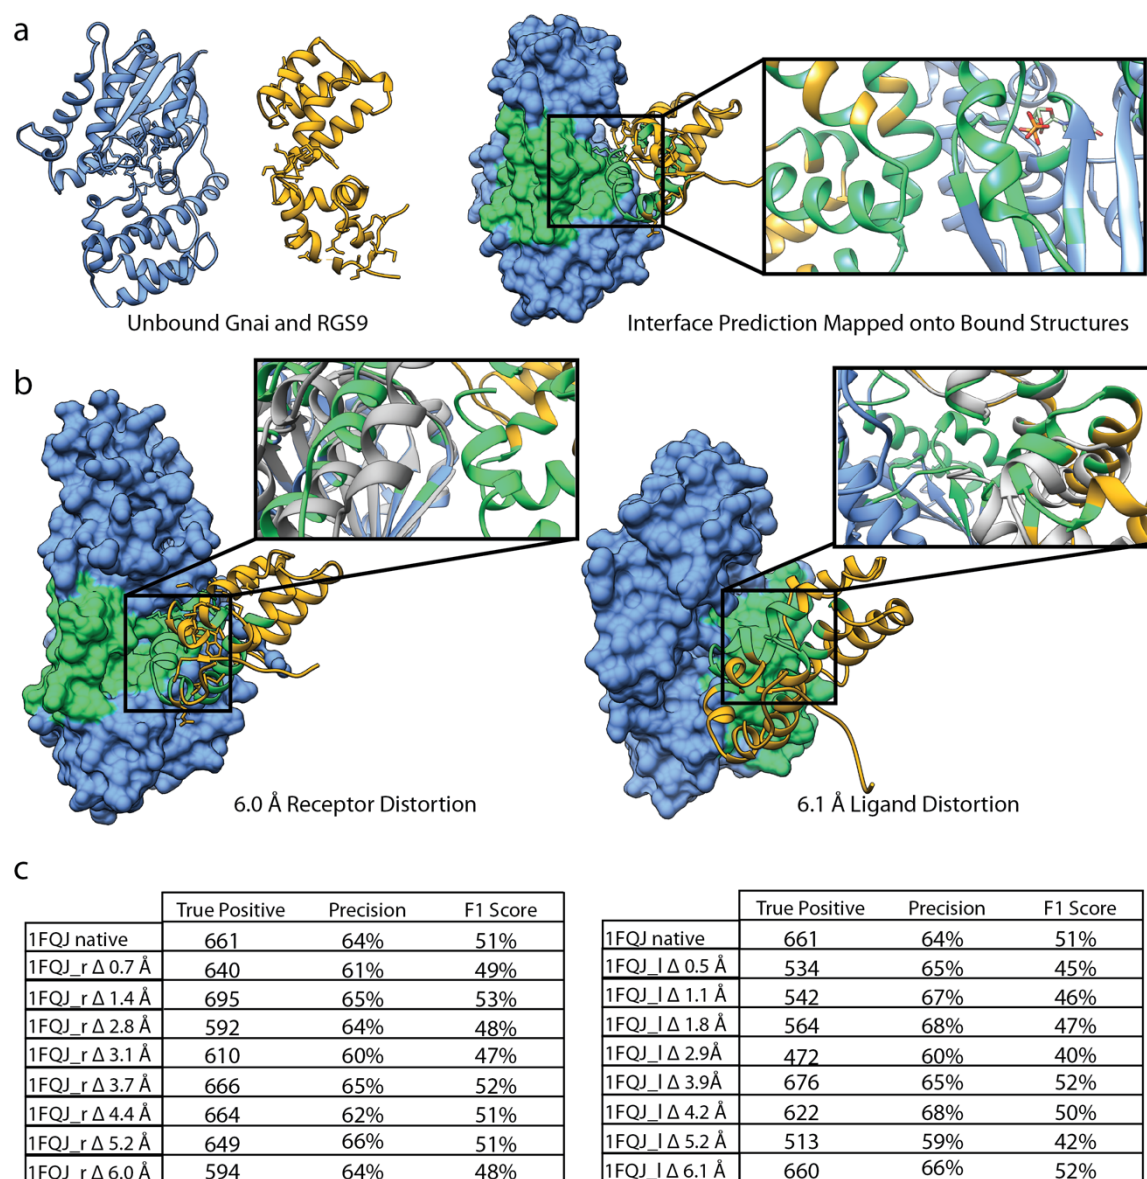 a
Unbound Gnai and RGS9
Interface Prediction Mapped onto Bound Structures
b
6.0 Å Receptor Distortion
6.1 Å Ligand Distortion
c
True Positive Precision F1 Score
1FQJ native 661 64% 51%
1FQJ_r Δ 0.7 Å 640 61% 49%
1FQJ_r Δ 1.4 Å 695 65% 53%
1FQJ_r Δ 2.8 Å 592 64% 48%
1FQJ_r Δ 3.1 Å 610 60% 47%
1FQJ_r Δ 3.7 Å 666 65% 52%
1FQJ_r Δ 4.4 Å 664 62% 51%
1FQJ_r Δ 5.2 Å 649 66% 51%
1FQJ_r Δ 6.0 Å 594 64% 48%
True Positive Precision F1 Score
1FQJ native 661 64% 51%
1FQJ_l Δ 0.5 Å 534 65% 45%
1FQJ_l Δ 1.1 Å 542 67% 46%
1FQJ_l Δ 1.8 Å 564 68% 47%
1FQJ_l Δ 2.9Å 472 60% 40%
1FQJ_l Δ 3.9Å 676 65% 52%
1FQJ_l Δ 4.2 Å 622 68% 50%
1FQJ_l Δ 5.2 Å 513 59% 42%
1FQJ_l Δ 6.1 Å 660 66% 52%